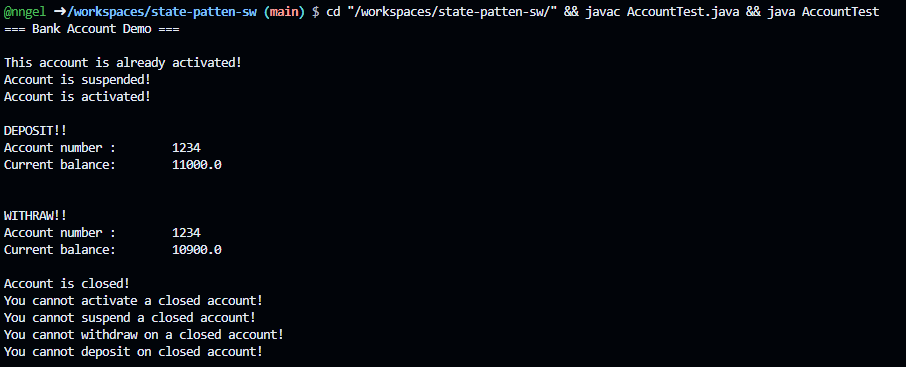 @nngel ➜/workspaces/state-patten-sw (main) $ cd "/workspaces/state-patten-sw/" && javac AccountTest.java && java AccountTest
=== Bank Account Demo ===
This account is already activated!
Account is suspended!
Account is activated!
DEPOSIT!!
Account number :       1234
Current balance:       11000.0
WITHRAW!!
Account number :       1234
Current balance:       10900.0
Account is closed!
You cannot activate a closed account!
You cannot suspend a closed account!
You cannot withdraw on a closed account!
You cannot deposit on closed account!